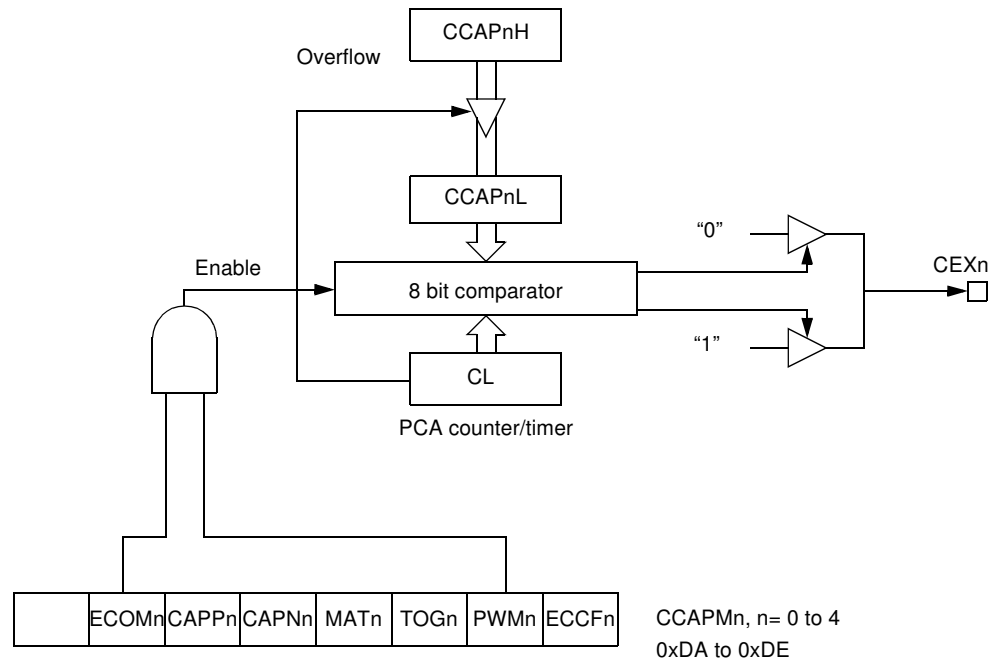 CCAPnH
Overflow
CCAPnL
“0”
Enable
CEXn
8 bit comparator
“1”
CL
PCA counter/timer
ECOMn CAPPn CAPNn MATn TOGn PWMn ECCFn
CCAPMn, n= 0 to 4
0xDA to 0xDE